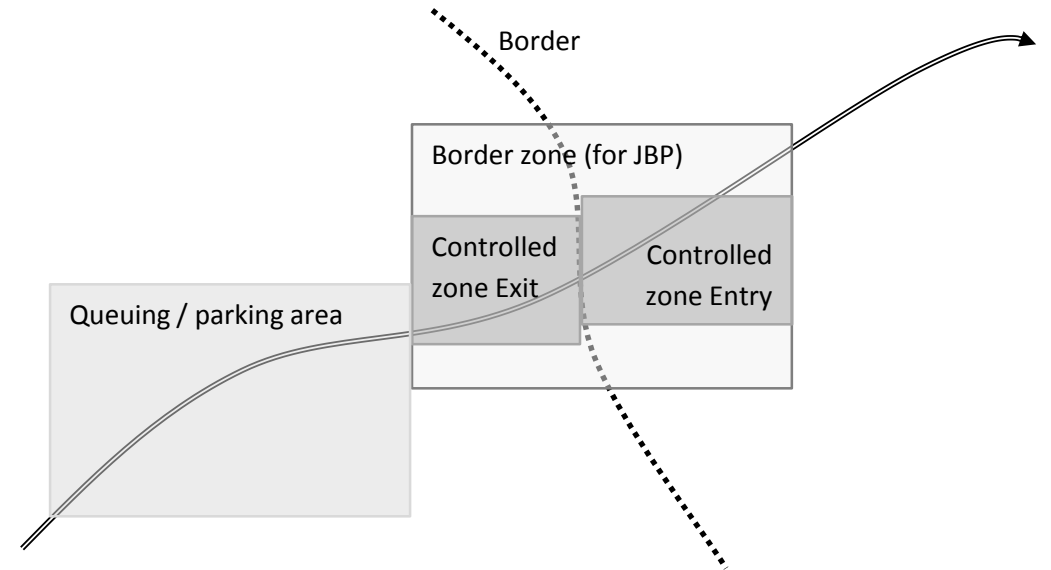 Border
Border zone (for JBP)
Controlled
zone Exit
Controlled
zone Entry
Queuing / parking area